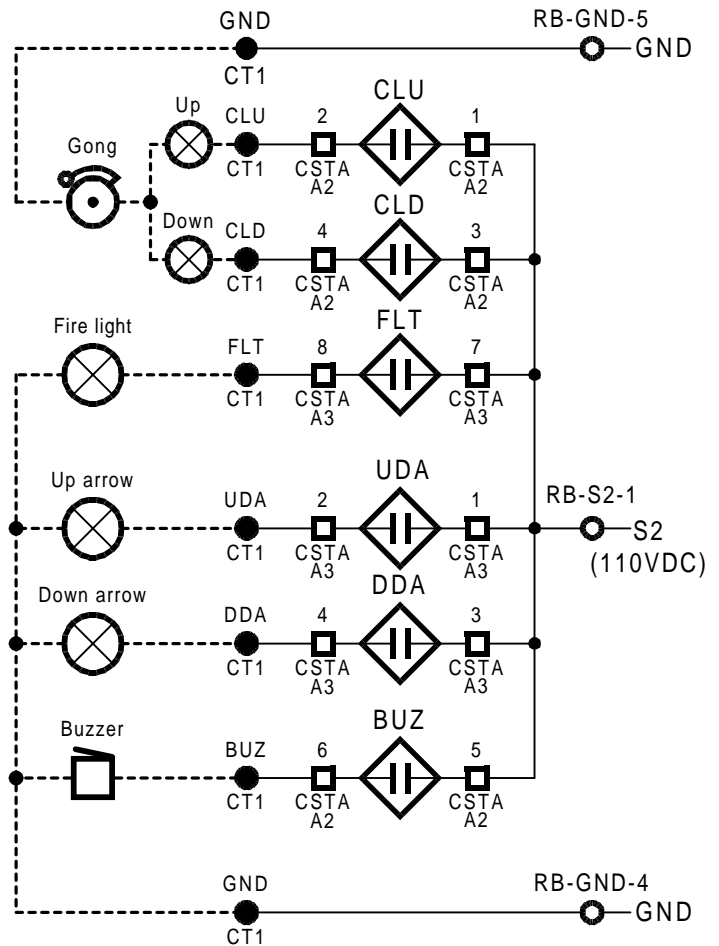 GND
RB-GND-5
GND
CT1
CLU
Up
CLU
2
1
Gong
CT1
CSTA
A2
CSTA
A2
CLD
Down
CLD
4
3
CT1
CSTA
A2
CSTA
A2
FLT
Fire light
FLT
8
7
CT1
CSTA
A3
CSTA
A3
UDA
Up arrow
UDA
2
1
RB-S2-1
S2
(110VDC)
CT1
CSTA
A3
CSTA
A3
DDA
Down arrow
DDA
4
3
CT1
CSTA
A3
CSTA
A3
BUZ
Buzzer
BUZ
6
5
CT1
CSTA
A2
CSTA
A2
GND
RB-GND-4
GND
CT1